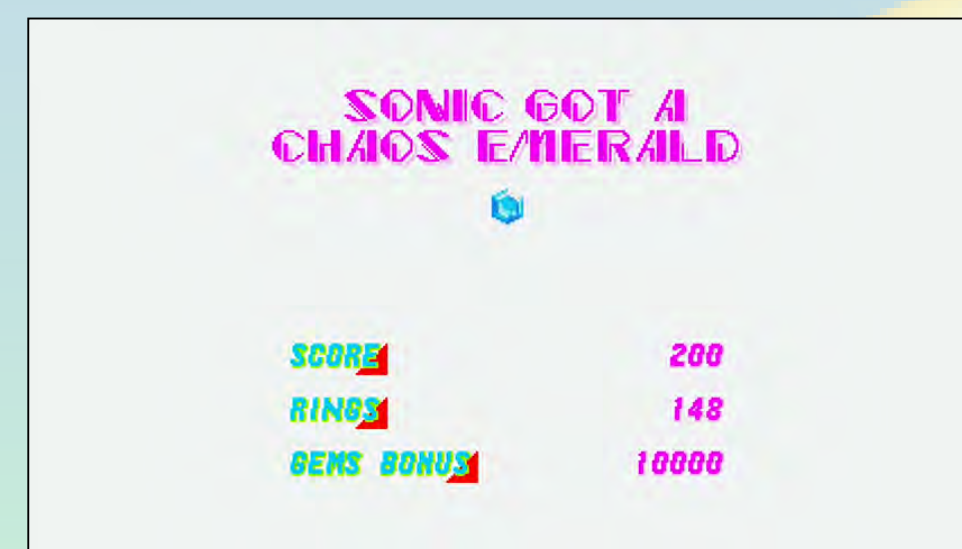 SONIC GOT A
CHAOS EMERALD
SCORE 200
RINGS 148
GEMS BONUS 10000